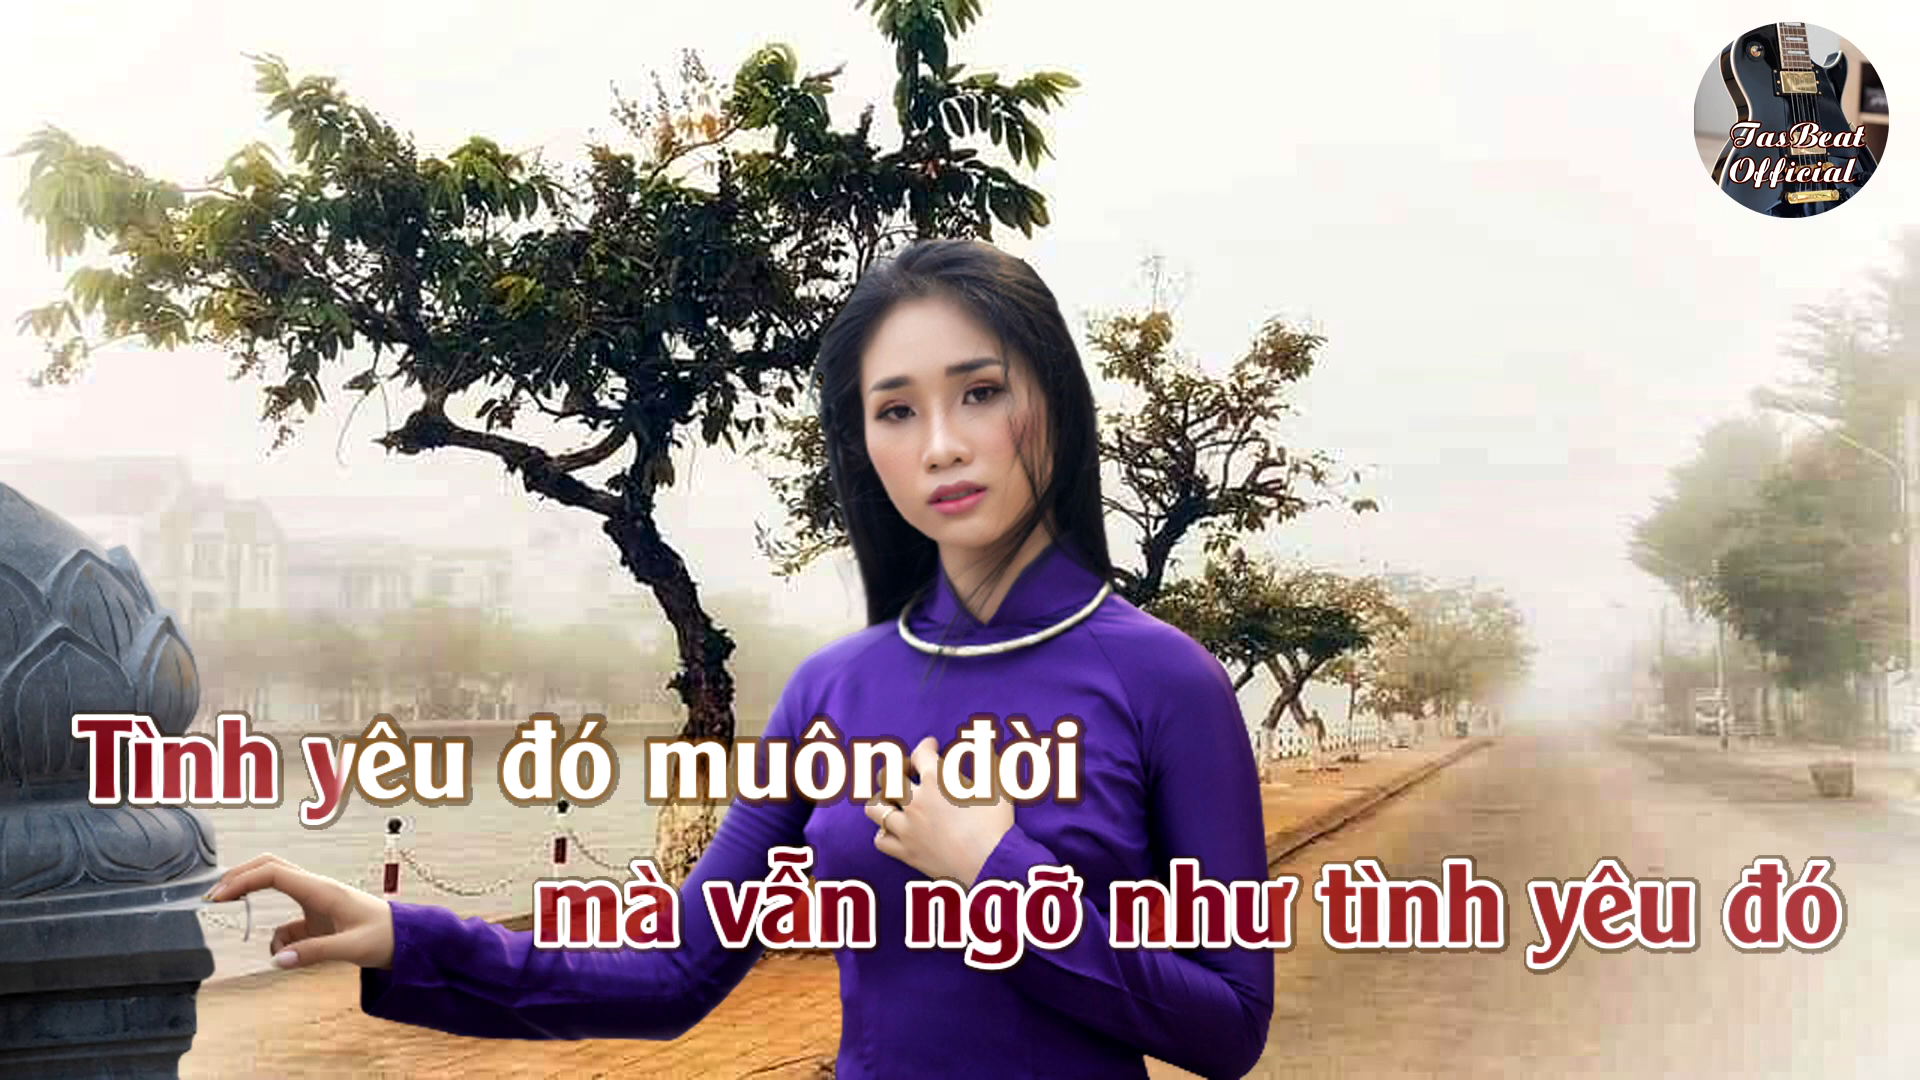 TasBeat
Official
Tình yêu đó muôn đời
mà vẫn ngỡ như tình yêu đó